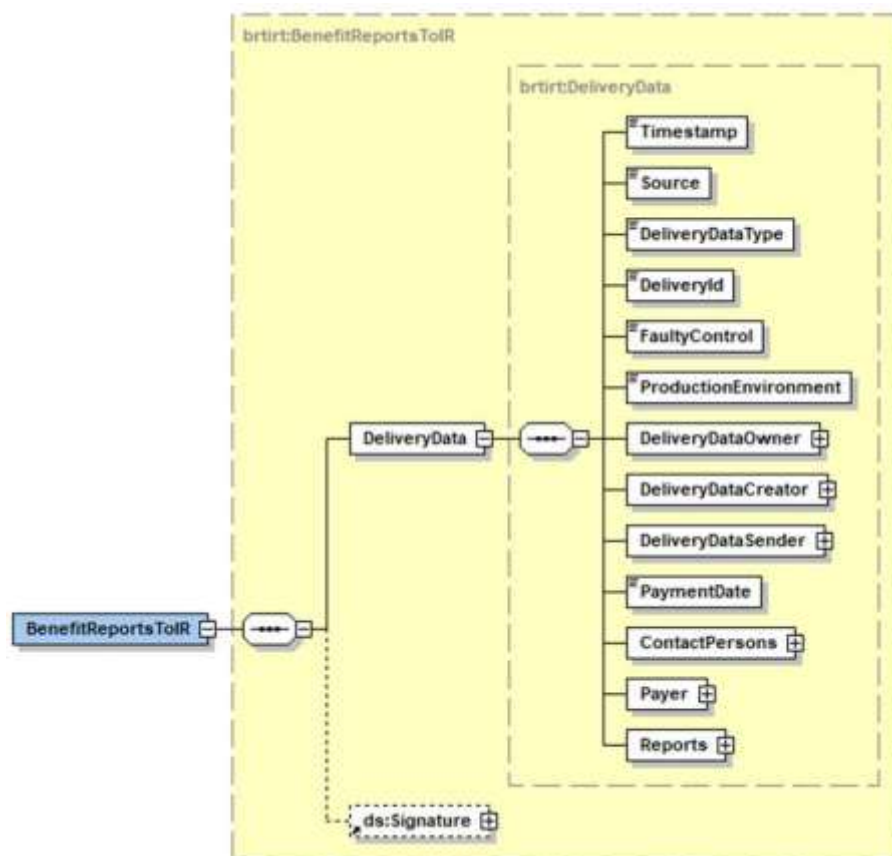 brtirt:BenefitReportsToIR
brtirt:DeliveryData
Timestamp
Source
DeliveryDataType
DeliveryId
FaultyControl
ProductionEnvironment
DeliveryData
DeliveryDataOwner
DeliveryDataCreator
DeliveryDataSender
PaymentDate
BenefitReportsToIR
ContactPersons
Payer
Reports
ds:Signature